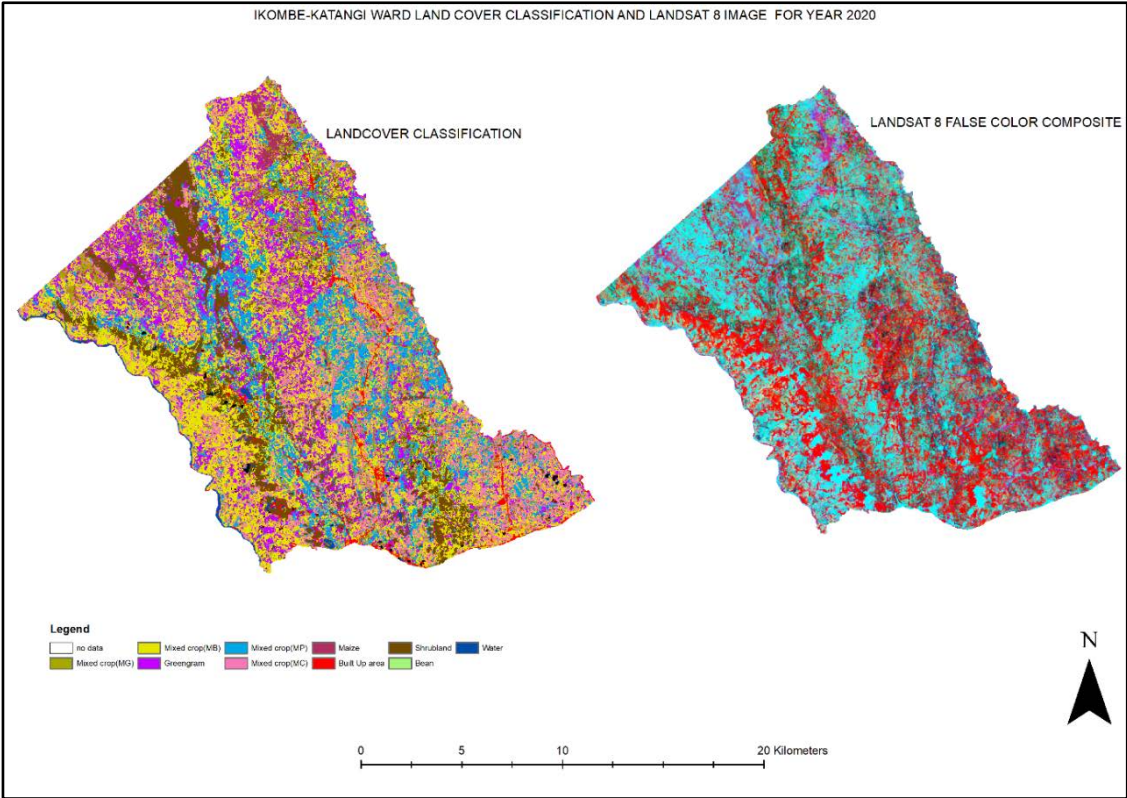 IKOMBE-KATANGI WARD LAND COVER CLASSIFICATION AND LANDSAT 8 IMAGE FOR YEAR 2020
LANDCOVER CLASSIFICATION
LANDSAT 8 FALSE COLOR COMPOSITE
Legend
no data Mixed crop(MB) Mixed crop(MP) Maize Shrubland Water
Mixed crop(MG) Greengram Mixed crop(MC) Built Up area Bean
N
0 5 10 20 Kilometers